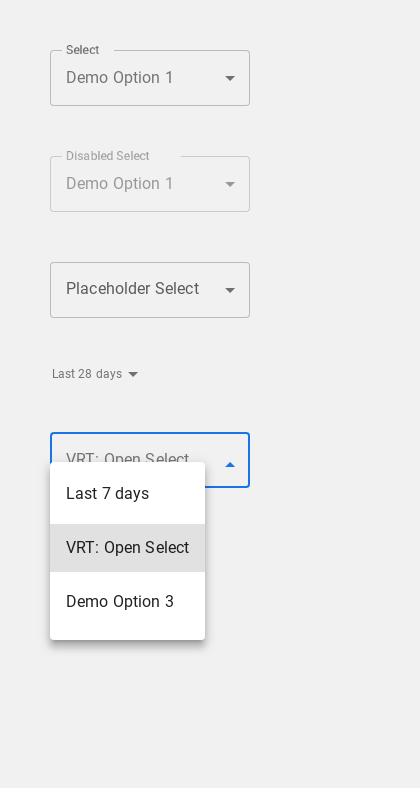 Select
Demo Option 1
Disabled Select
Demo Option 1
Placeholder Select
Last 28 days
VRT: Open Select
Last 7 days
VRT: Open Select
Demo Option 3